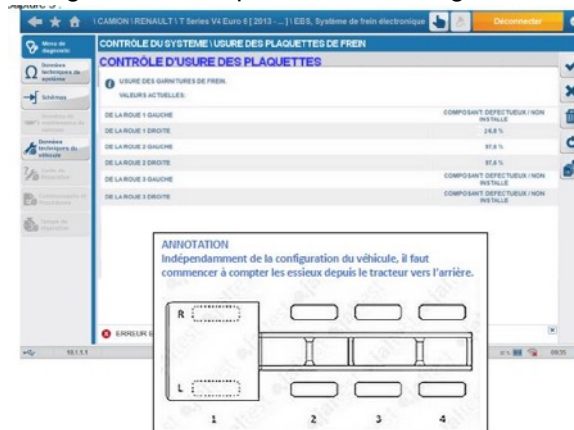 \ CAMION \ RENAULT \ T Series V4 Euro 6 [ 2013 - ... ] \ EBS, Système de frein électronique
Déconnecter
Menu de diagnostic
CONTRÔLE DU SYSTEME \ USURE DES PLAQUETTES DE FREIN
CONTRÔLE D'USURE DES PLAQUETTES
Données techniques du système
USURE DES GARNITURES DE FREIN.
VALEURS ACTUELLES:
Schémas
DE LA ROUE 1 GAUCHE
COMPOSANT DEFECTUEUX / NON INSTALLE
DE LA ROUE 1 DROITE
24,8 %
Données techniques du véhicule
DE LA ROUE 2 GAUCHE
97,6 %
DE LA ROUE 2 DROITE
97,6 %
DE LA ROUE 3 GAUCHE
COMPOSANT DEFECTUEUX / NON INSTALLE
DE LA ROUE 3 DROITE
COMPOSANT DEFECTUEUX / NON INSTALLE
ANNOTATION
Indépendamment de la configuration du véhicule, il faut
commencer à compter les essieux depuis le tracteur vers l'arrière.
R
ERREUR
L
1
2
3
4
09:35